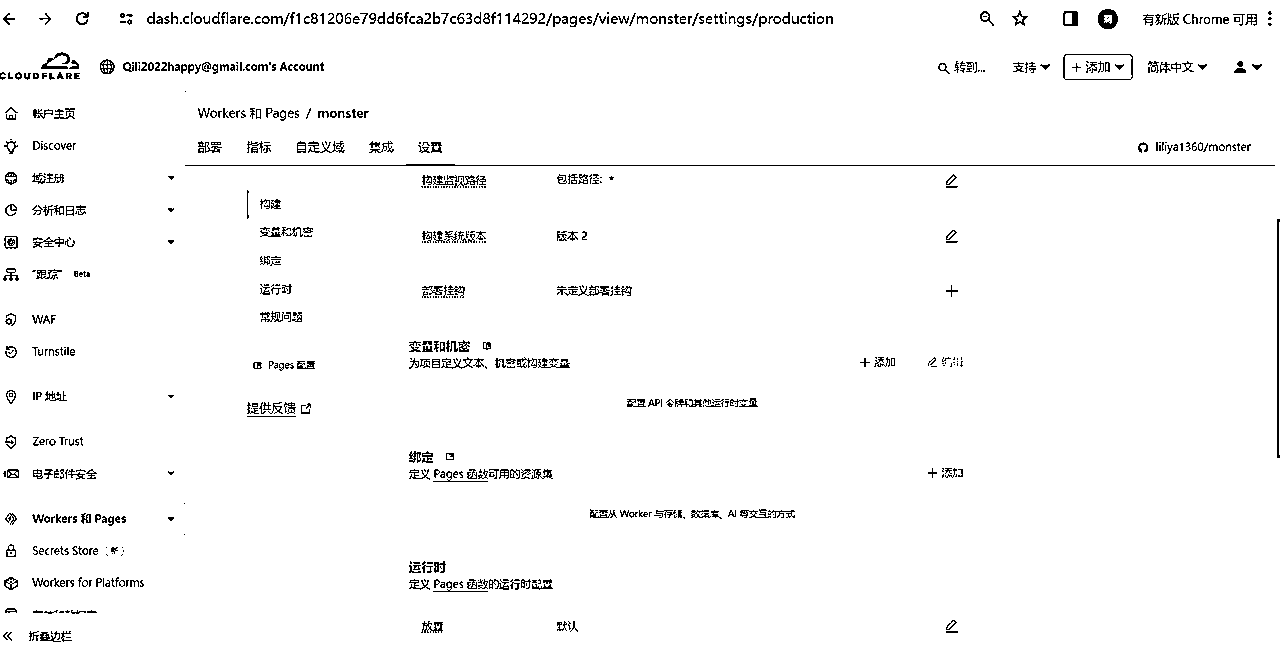 dash.cloudflare.com/f1c81206e79dd6fca2b7c63d8f114292/pages/view/monster/settings/production
有新版 Chrome 可用
CLOUDFLARE
Qili2022happy@gmail.com's Account
转到...
支持
+ 添加
简体中文
帐户主页
Discover
域注册
分析和日志
安全中心
"跟踪" Beta
WAF
Turnstile
IP 地址
Zero Trust
电子邮件安全
Workers 和 Pages
Secrets Store
Workers for Platforms
折叠边栏
Workers 和 Pages / monster
部署
指标
自定义域
集成
设置
liliya1360/monster
构建
变量和机密
绑定
运行时
常规问题
Pages 配置
提供反馈
构建监视路径
包括路径: *
构建系统版本
版本 2
部署挂钩
未定义部署挂钩
变量和机密
为项目定义文本、机密或构建变量
+ 添加
编辑
配置 API 令牌和其他运行时变量
绑定
定义 Pages 函数可用的资源集
+ 添加
配置从 Worker 与存储、数据库、AI 等交互的方式
运行时
定义 Pages 函数的运行时配置
放置
默认